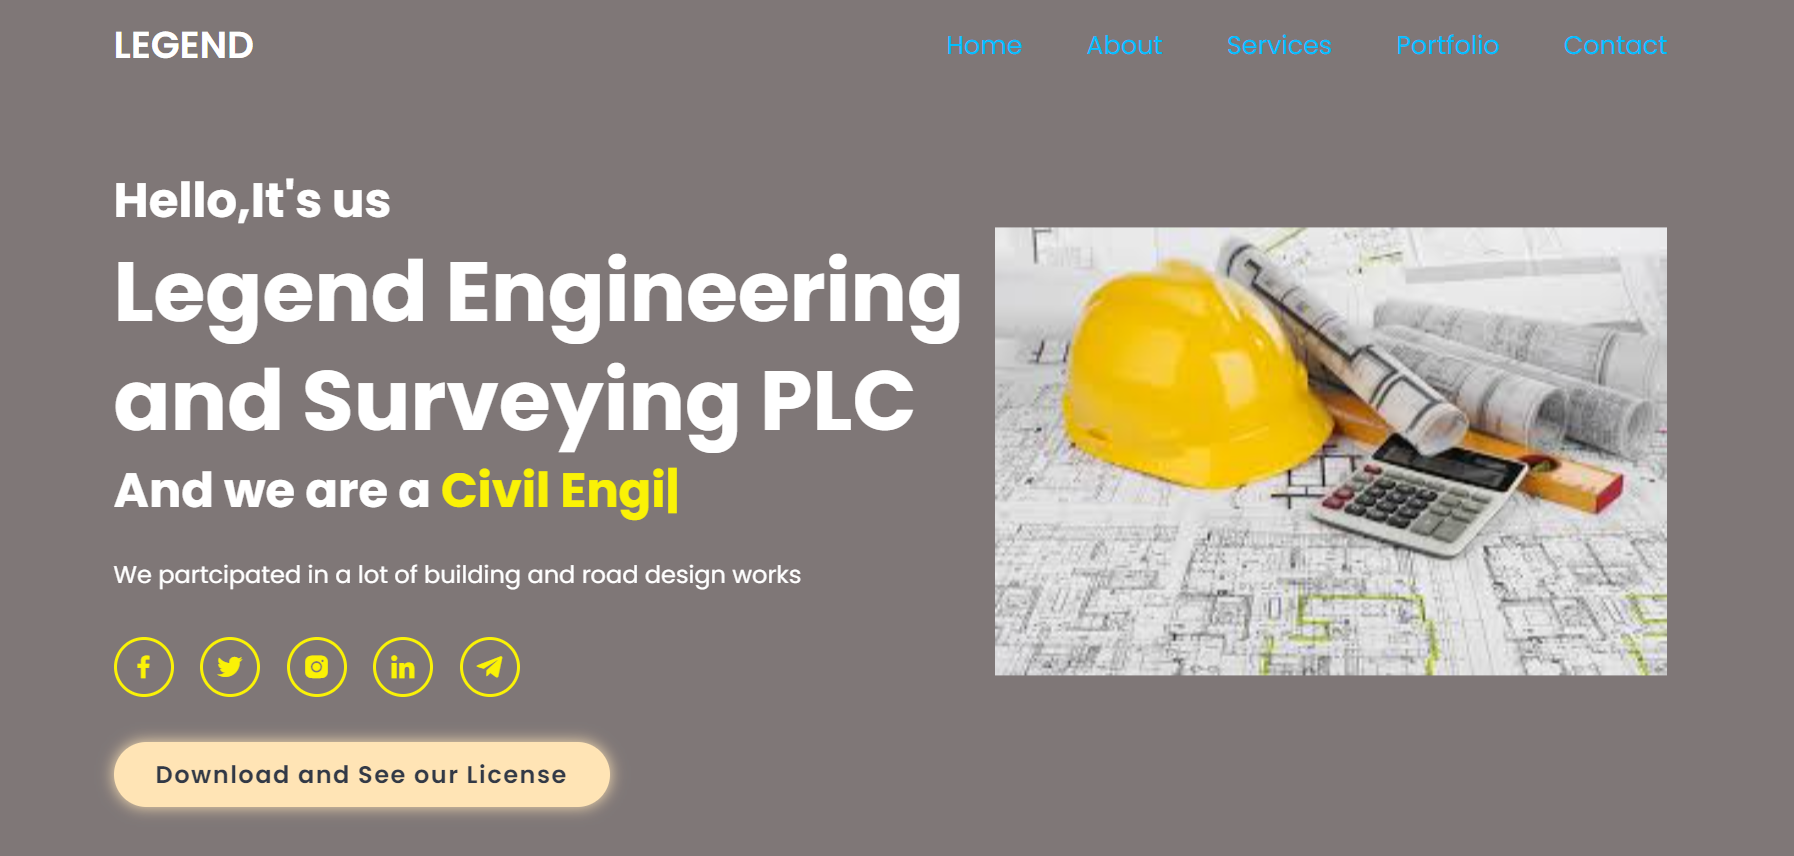 LEGEND
Home About Services Portfolio Contact
Hello,It's us
Legend Engineering
and Surveying PLC
And we are a Civil Engi|
We partcipated in a lot of building and road design works
Download and See our License